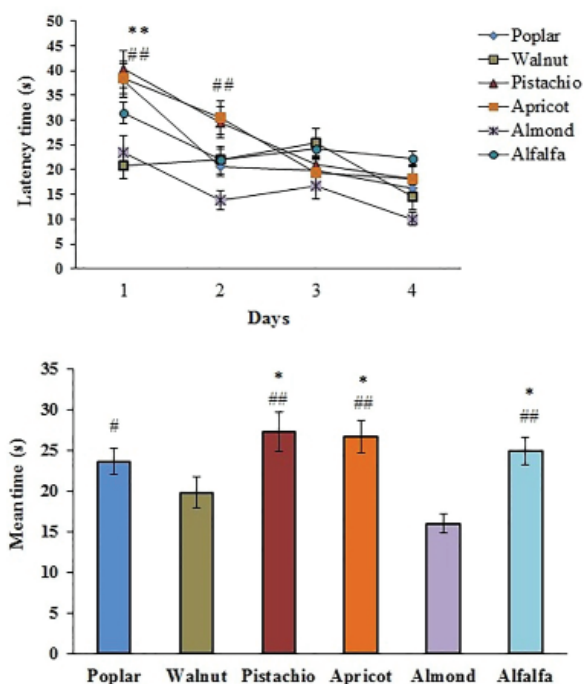 50
45
40
35
30
25
20
15
10
5
0
Latency time (s)
**
##
##
1 2 3 4
Days
Poplar
Walnut
Pistachio
Apricot
Almond
Alfalfa
35
30
25
20
15
10
5
0
Mean time (s)
#
*
##
*
##
*
##
Poplar Walnut Pistachio Apricot Almond Alfalfa